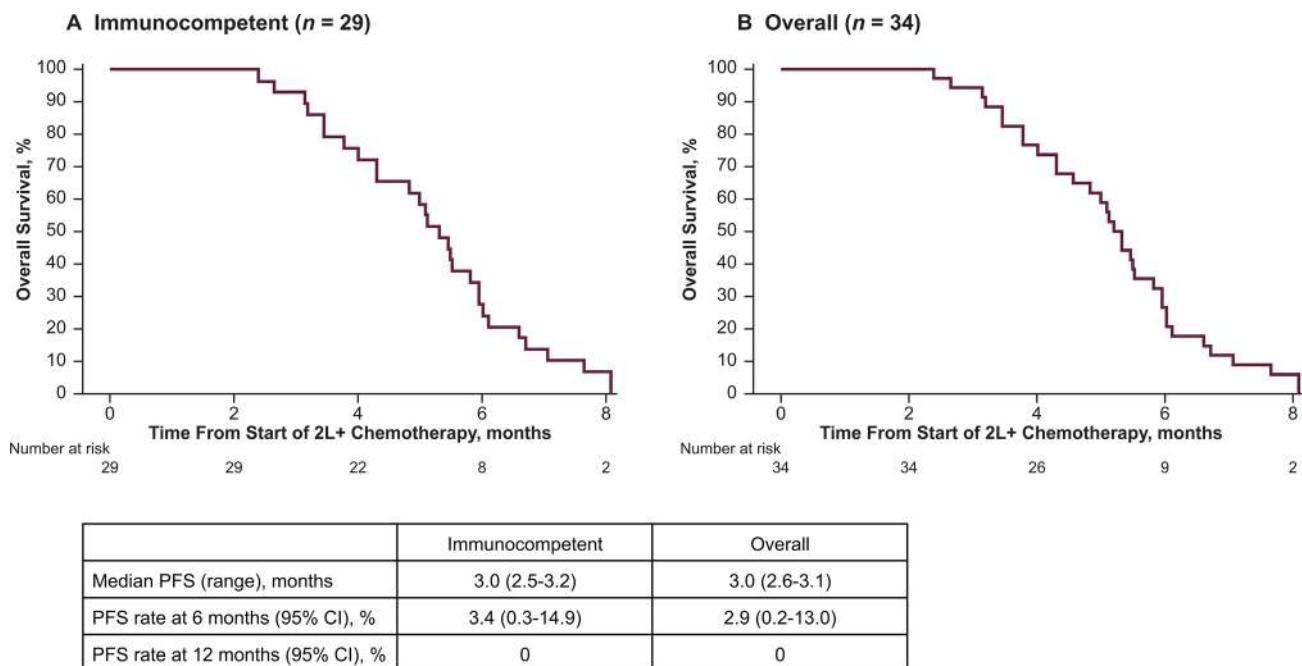 A Immunocompetent (n = 29)
100
90
80
70
60
50
40
30
20
10
0
Overall Survival, %
0 2 4 6 8
Time From Start of 2L+ Chemotherapy, months
Number at risk
29 29 22 8 2
B Overall (n = 34)
100
90
80
70
60
50
40
30
20
10
0
Overall Survival, %
0 2 4 6 8
Time From Start of 2L+ Chemotherapy, months
Number at risk
34 34 26 9 2
Immunocompetent Overall
Median PFS (range), months 3.0 (2.5-3.2) 3.0 (2.6-3.1)
PFS rate at 6 months (95% CI), % 3.4 (0.3-14.9) 2.9 (0.2-13.0)
PFS rate at 12 months (95% CI), % 0 0